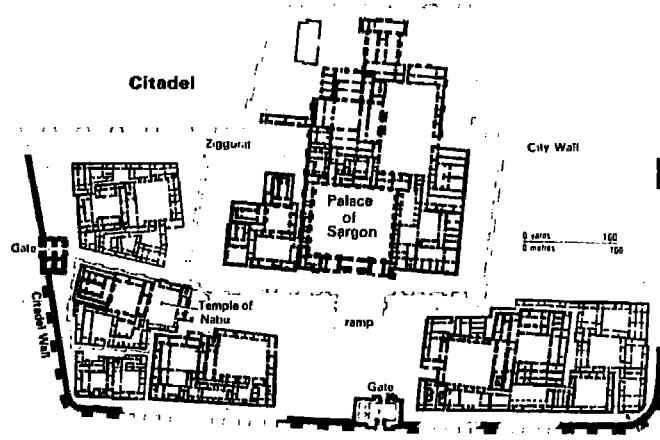 Citadel
Ziggurat
City Wall
Palace
of
Sargon
0 yards 160
0 metres
Gate
Citadel Wall
Temple of
Nabu
ramp
Gate